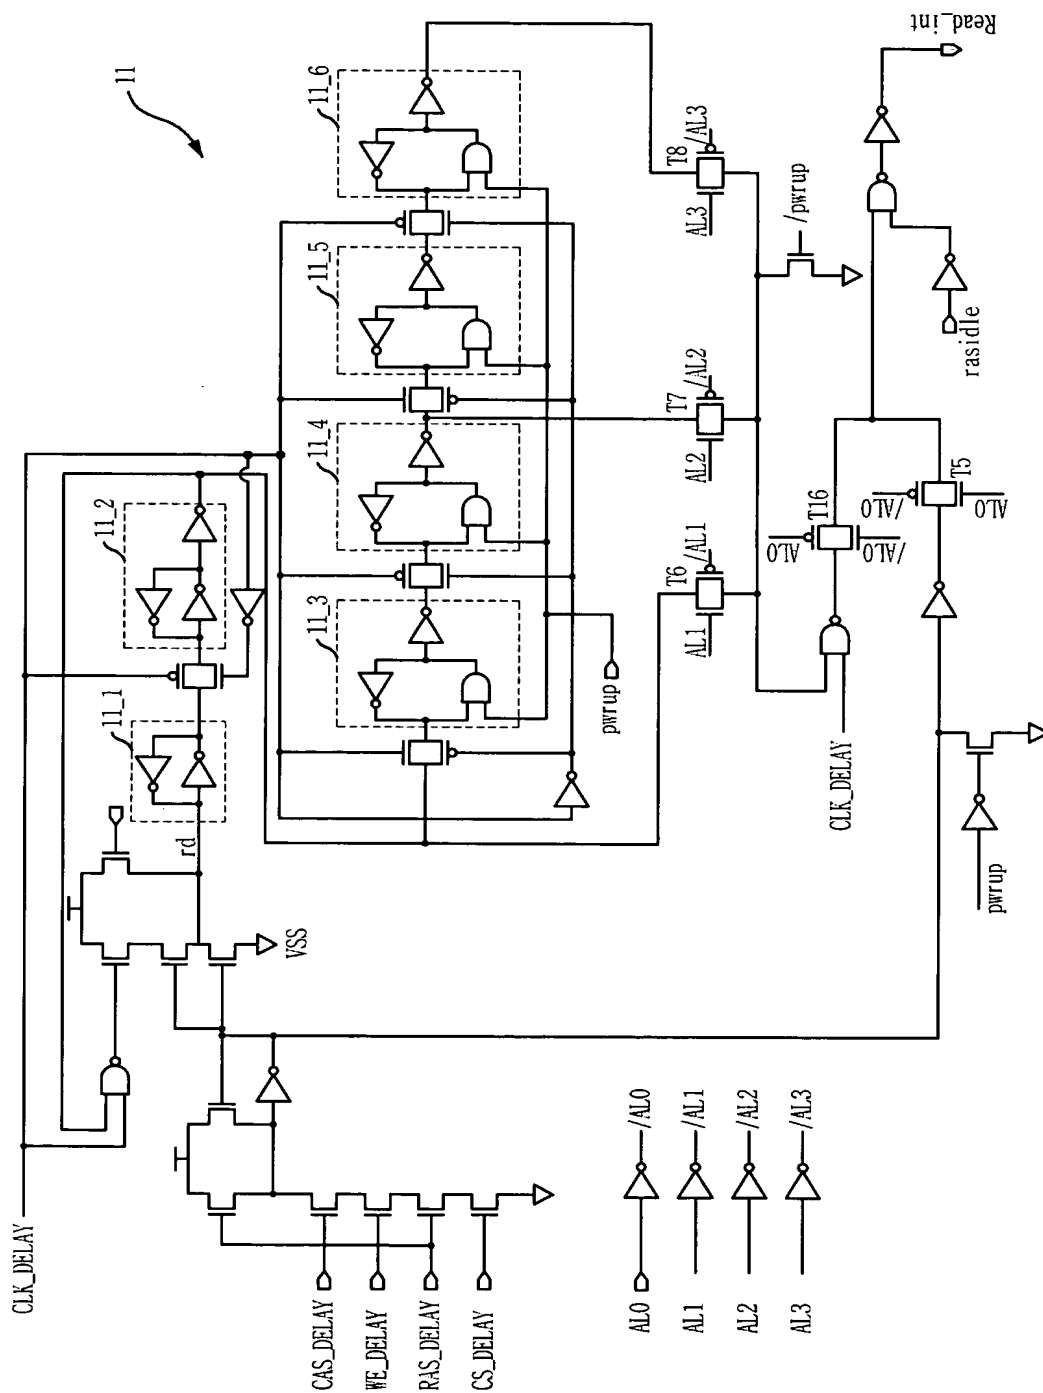 CLK_DELAY
CAS_DELAY
WE_DELAY
RAS_DELAY
CS_DELAY
VSS
rd
11_1
11_2
11
11_3
11_4
11_5
11_6
pwrup
AL1
T6
/AL1
AL2
T7
/AL2
AL3
T8
/AL3
/pwrup
CLK_DELAY
AL0
T16
/AL0
/AL0
T5
AL0
rasidle
Read_int
pwrup
AL0
/AL0
AL1
/AL1
AL2
/AL2
AL3
/AL3